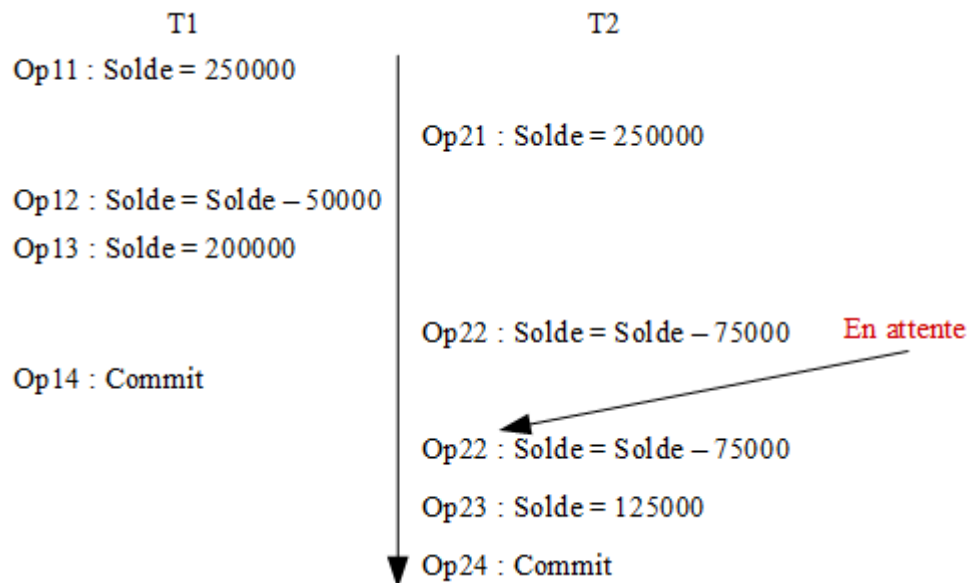 T1 T2
Op11 : Solde = 250000
Op21 : Solde = 250000
Op12 : Solde = Solde – 50000
Op13 : Solde = 200000
Op22 : Solde = Solde – 75000 En attente
Op14 : Commit
Op22 : Solde = Solde – 75000
Op23 : Solde = 125000
Op24 : Commit